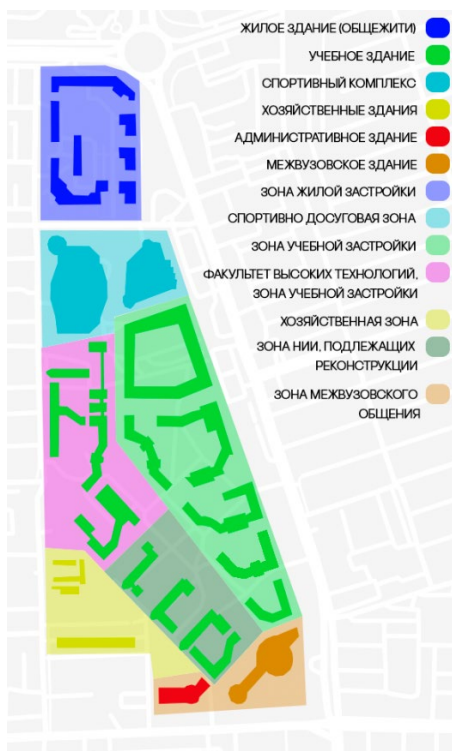 ЖИЛОЕ ЗДАНИЕ (ОБЩЕЖИТИ)
УЧЕБНОЕ ЗДАНИЕ
СПОРТИВНЫЙ КОМПЛЕКС
ХОЗЯЙСТВЕННЫЕ ЗДАНИЯ
АДМИНИСТРАТИВНОЕ ЗДАНИЕ
МЕЖВУЗОВСКОЕ ЗДАНИЕ
ЗОНА ЖИЛОЙ ЗАСТРОЙКИ
СПОРТИВНО ДОСУГОВАЯ ЗОНА
ЗОНА УЧЕБНОЙ ЗАСТРОЙКИ
ФАКУЛЬТЕТ ВЫСОКИХ ТЕХНОЛОГИЙ,
ЗОНА УЧЕБНОЙ ЗАСТРОЙКИ
ХОЗЯЙСТВЕННАЯ ЗОНА
ЗОНА НИИ, ПОДЛЕЖАЩИХ
РЕКОНСТРУКЦИИ
ЗОНА МЕЖВУЗОВСКОГО
ОБЩЕНИЯ